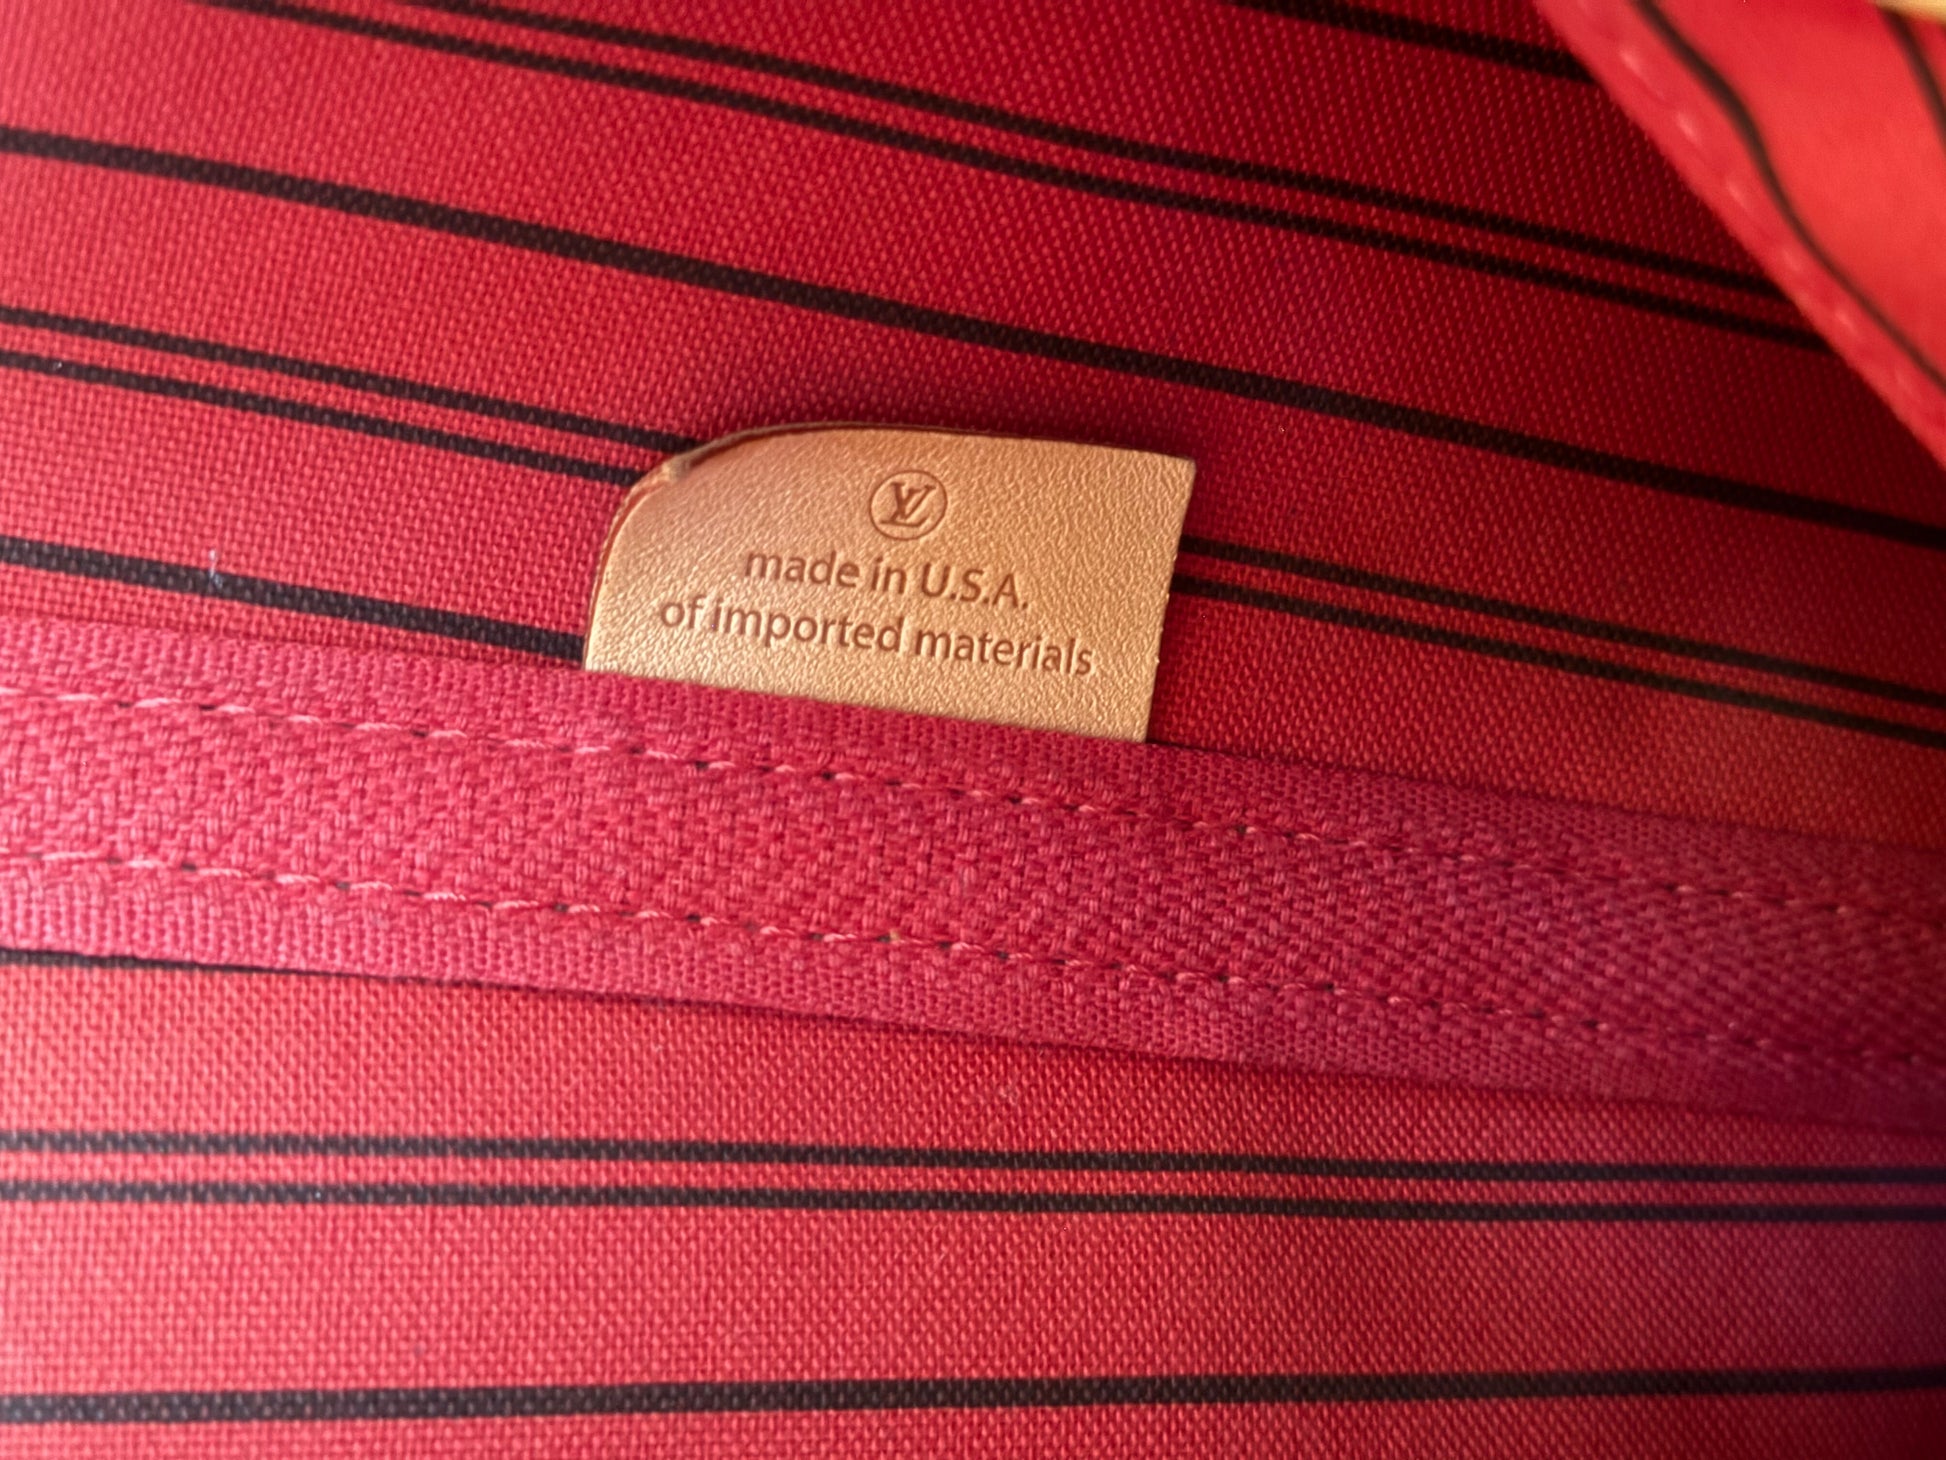 LV
made in U.S.A.
of imported materials